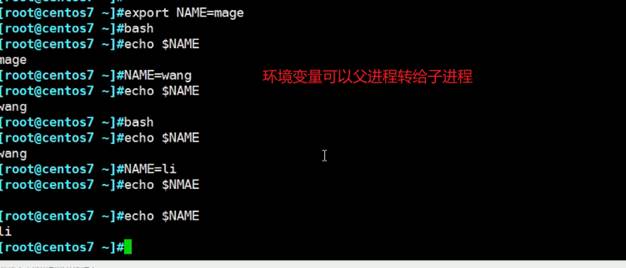 [root@centos7 ~]#export NAME=mage
[root@centos7 ~]#bash
[root@centos7 ~]#echo $NAME
mage
[root@centos7 ~]#NAME=wang
环境变量可以父进程转给子进程
[root@centos7 ~]#echo $NAME
wang
[root@centos7 ~]#bash
[root@centos7 ~]#echo $NAME
wang
[root@centos7 ~]#NAME=li
[root@centos7 ~]#echo $NMAE
[root@centos7 ~]#echo $NAME
li
[root@centos7 ~]#